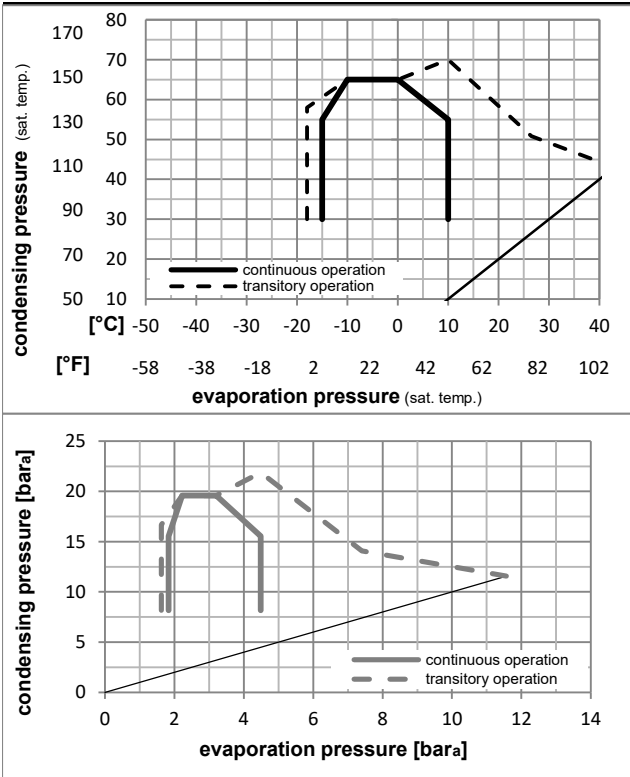 condensing pressure (sat. temp.)
170 80
70
150 60
130 50
110 40
90 30
70 20
50 10
continuous operation
transitory operation
[°C] -50 -40 -30 -20 -10 0 10 20 30 40
[°F] -58 -38 -18 2 22 42 62 82 102
evaporation pressure (sat. temp.)
condensing pressure [bara]
25
20
15
10
5
0
continuous operation
transitory operation
0 2 4 6 8 10 12 14
evaporation pressure [bara]